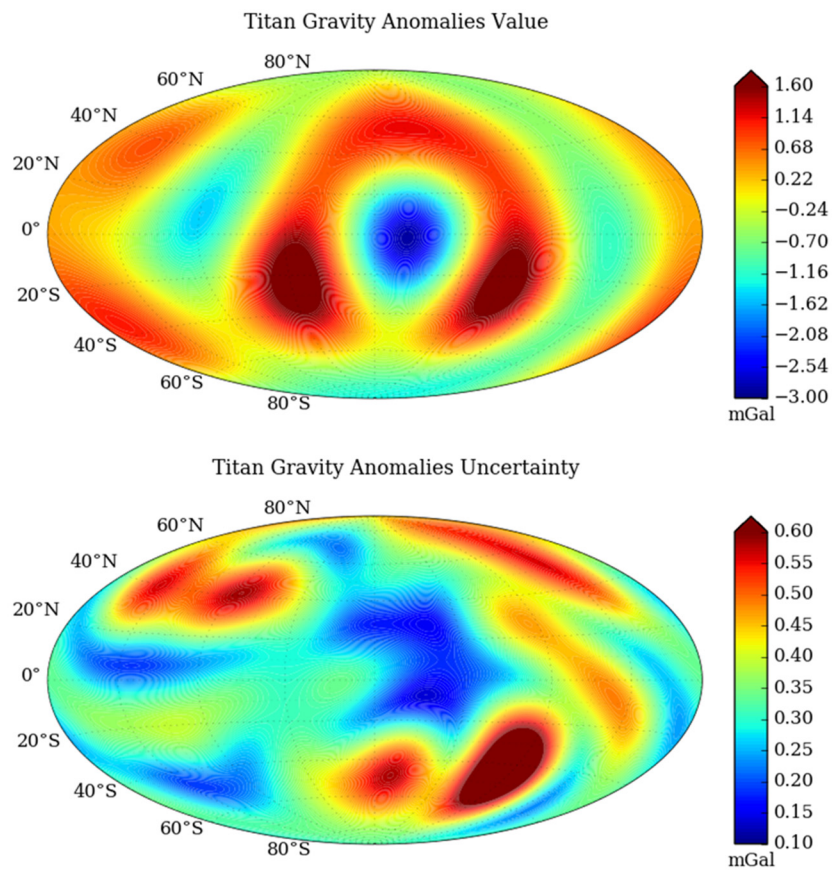 Titan Gravity Anomalies Value
80°N
60°N
40°N
20°N
0°
20°S
40°S
60°S
80°S
1.60
1.14
0.68
0.22
−0.24
−0.70
−1.16
−1.62
−2.08
−2.54
−3.00
mGal
Titan Gravity Anomalies Uncertainty
80°N
60°N
40°N
20°N
0°
20°S
40°S
60°S
80°S
0.60
0.55
0.50
0.45
0.40
0.35
0.30
0.25
0.20
0.15
0.10
mGal